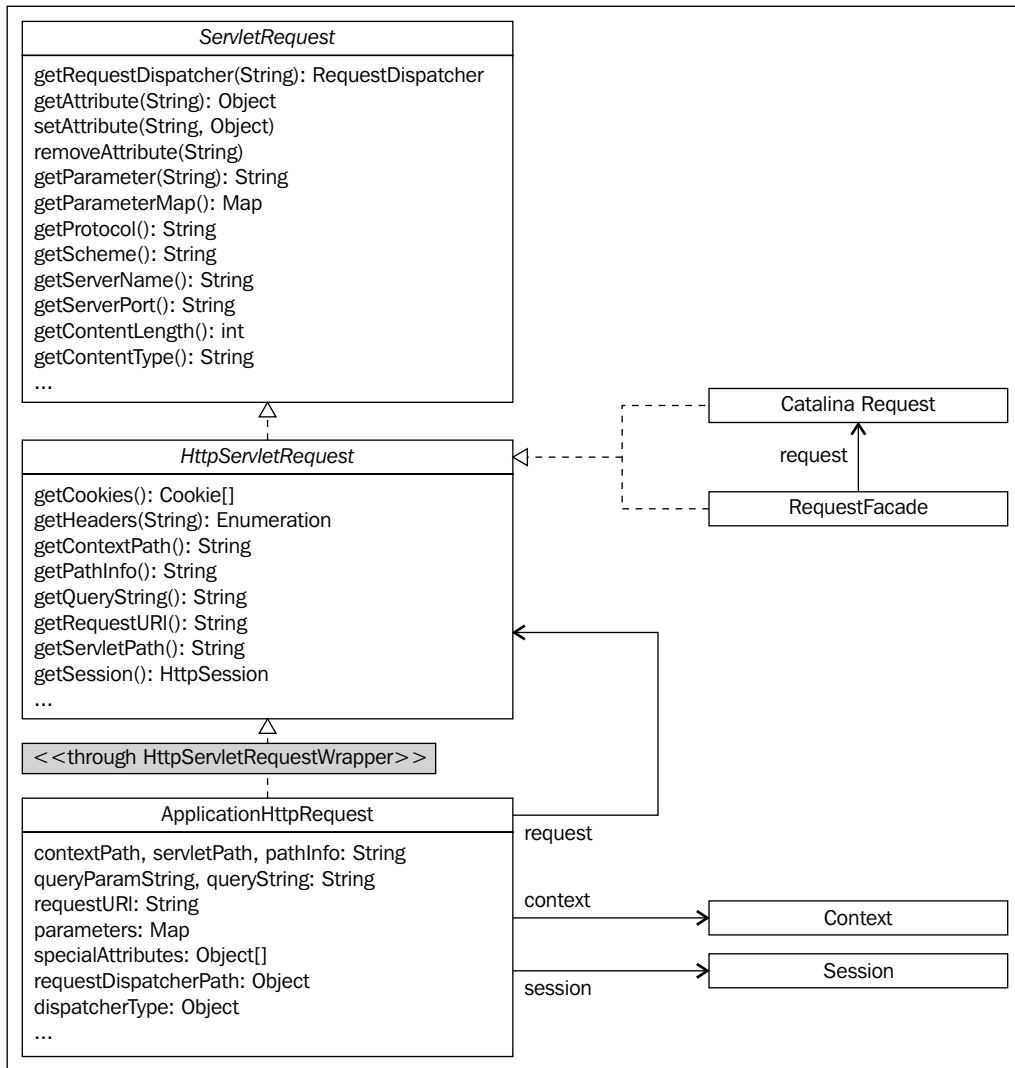 ServletRequest
getRequestDispatcher(String): RequestDispatcher
getAttribute(String): Object
setAttribute(String, Object)
removeAttribute(String)
getParameter(String): String
getParameterMap(): Map
getProtocol(): String
getScheme(): String
getServerName(): String
getServerPort(): String
getContentLength(): int
getContentType(): String
...
HttpServletRequest
getCookies(): Cookie[]
getHeaders(String): Enumeration
getContextPath(): String
getPathInfo(): String
getQueryString(): String
getRequestURI(): String
getServletPath(): String
getSession(): HttpSession
...
Catalina Request
request
RequestFacade
<<through HttpServletRequestWrapper>>
ApplicationHttpRequest
contextPath, servletPath, pathInfo: String
queryParamString, queryString: String
requestURI: String
parameters: Map
specialAttributes: Object[]
requestDispatcherPath: Object
dispatcherType: Object
...
request
context
Context
Session
session